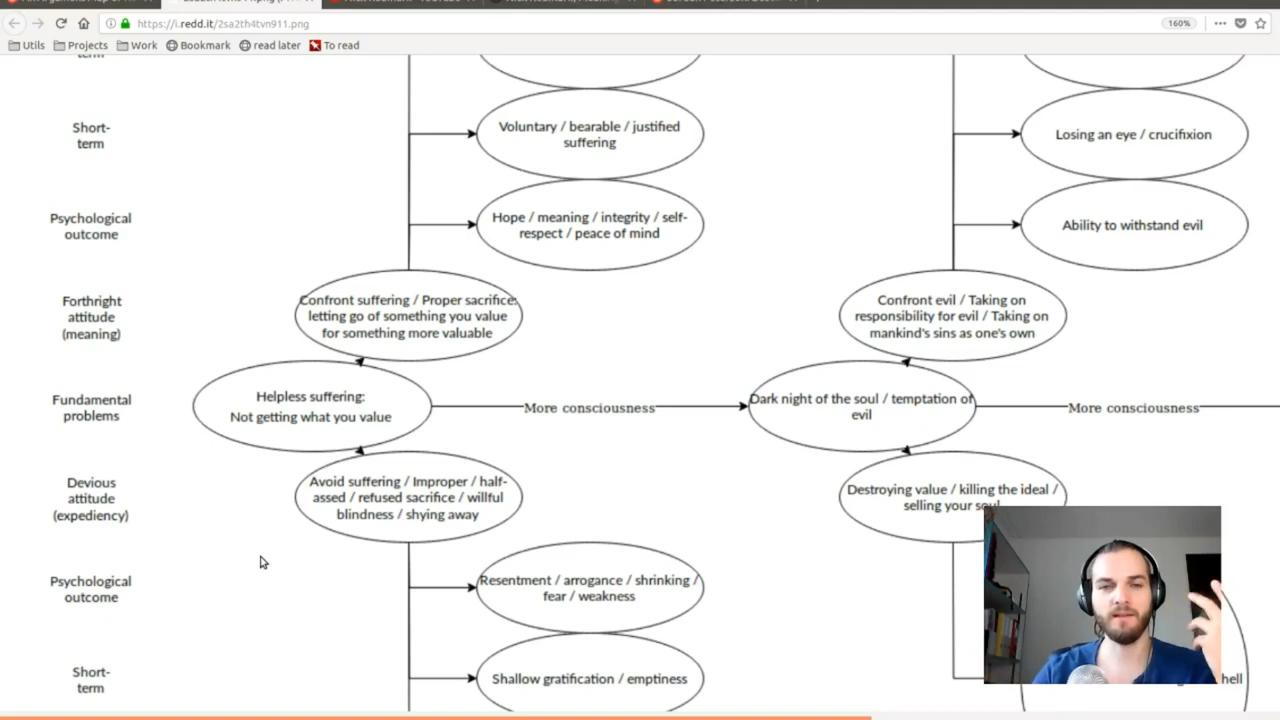 https://i.redd.it/2sa2th4tvn911.png
160%
Utils
Projects
Work
Bookmark
read later
To read
Short-
term
Voluntary / bearable / justified
suffering
Losing an eye / crucifixion
Psychological
outcome
Hope / meaning / integrity / self-
respect / peace of mind
Ability to withstand evil
Forthright
attitude
(meaning)
Confront suffering / Proper sacrifice:
letting go of something you value
for something more valuable
Confront evil / Taking on
responsibility for evil / Taking on
mankind's sins as one's own
Fundamental
problems
Helpless suffering:
Not getting what you value
More consciousness
Dark night of the soul / temptation of
evil
More consciousness
Devious
attitude
(expediency)
Avoid suffering / Improper / half-
assed / refused sacrifice / willful
blindness / shying away
Destroying value / killing the ideal /
selling your soul
Psychological
outcome
Resentment / arrogance / shrinking /
fear / weakness
Short-
term
Shallow gratification / emptiness
hell